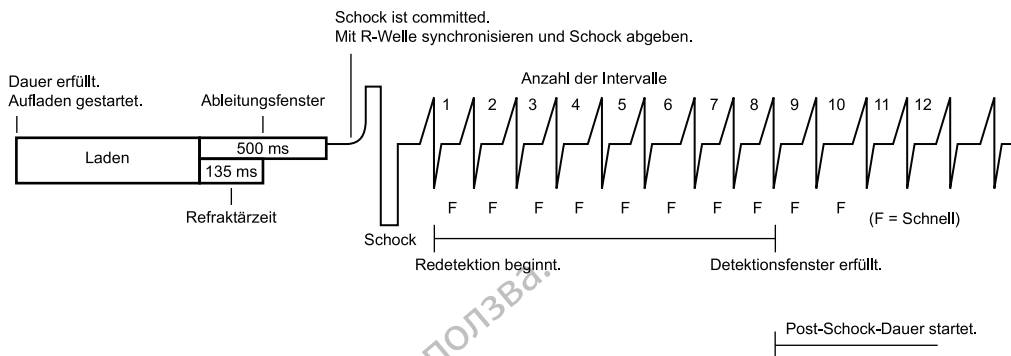 Schock ist committed.
Mit R-Welle synchronisieren und Schock abgeben.
Dauer erfüllt.
Aufladen gestartet.
Ableitungsfenster
Anzahl der Intervalle
1 2 3 4 5 6 7 8 9 10 11 12
Laden
500 ms
135 ms
Refraktärzeit
F F F F F F F F F F
(F = Schnell)
Schock
Redetektion beginnt.
Detektionsfenster erfüllt.
ползва.
Post-Schock-Dauer startet.